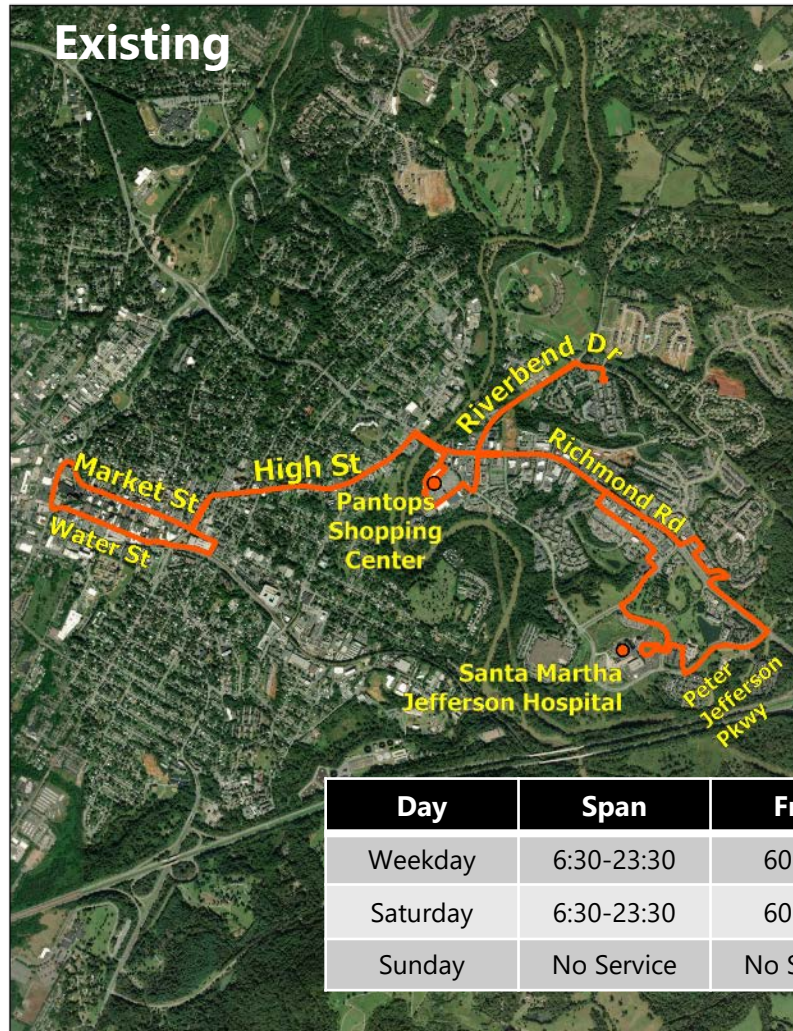 Existing
Riverbend Dr
Market St
High St
Richmond Rd
Water St
Pantops
Shopping
Center
Santa Martha
Jefferson Hospital
Peter
Jefferson
Pkwy
Day Span
Weekday 6:30-23:30 60
Saturday 6:30-23:30 60
Sunday No Service No